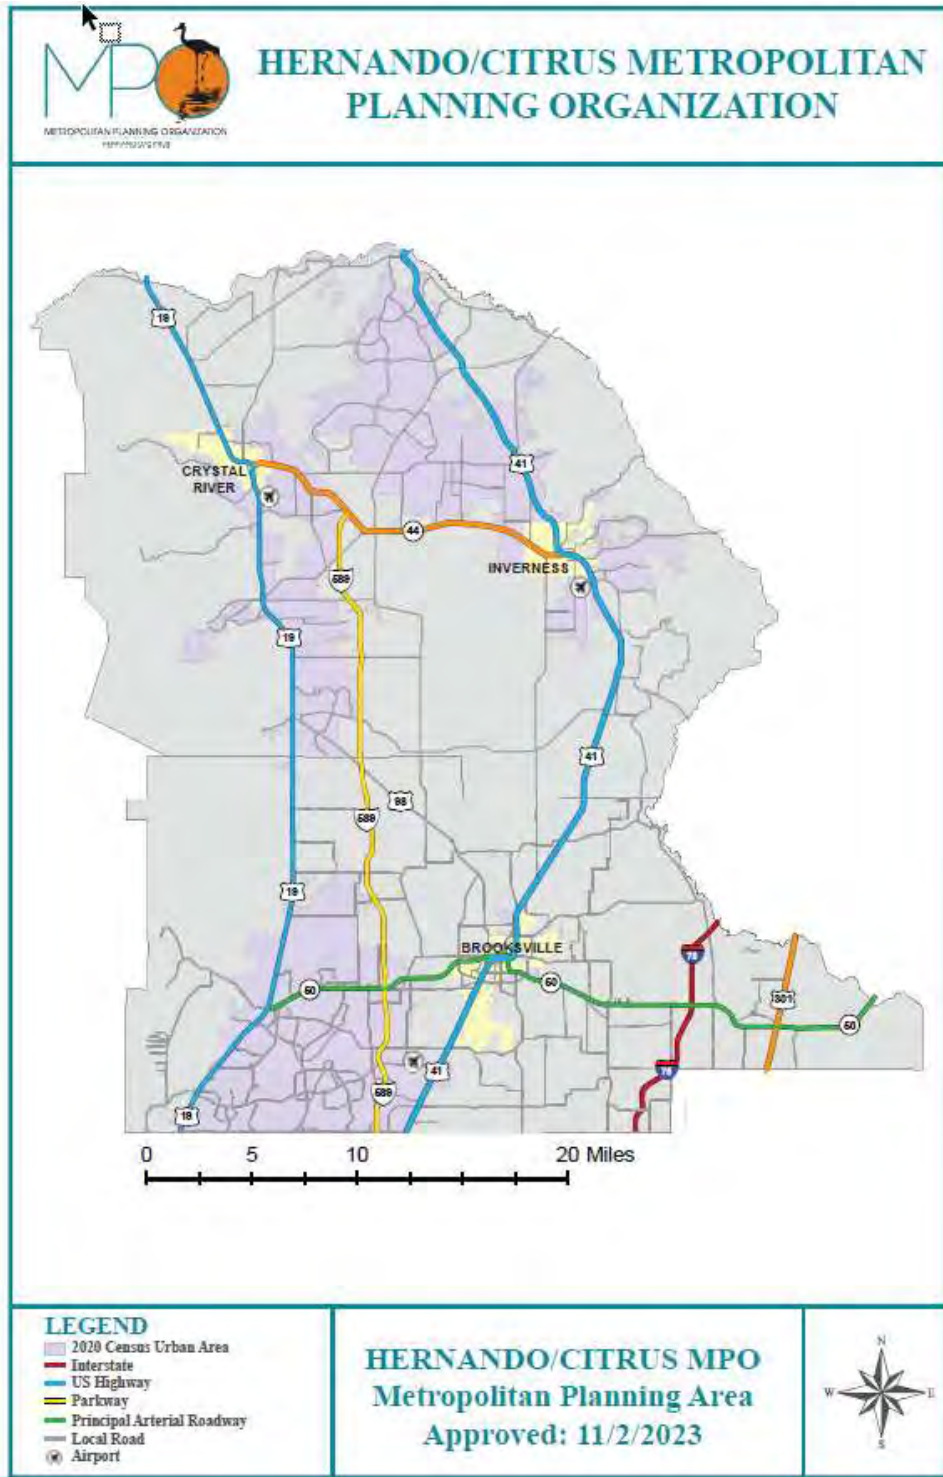 MPO
METROPOLITAN PLANNING ORGANIZATION
HERNANDO/CITRUS METROPOLITAN
PLANNING ORGANIZATION
19
CRYSTAL
RIVER
41
44
INVERNESS
589
19
41
98
589
19
BROOKSVILLE
50
50
301
50
41
589
19
0 5 10 20 Miles
LEGEND
2020 Census Urban Area
Interstate
US Highway
Parkway
Principal Arterial Roadway
Local Road
Airport
HERNANDO/CITRUS MPO
Metropolitan Planning Area
Approved: 11/2/2023
N
W E
S